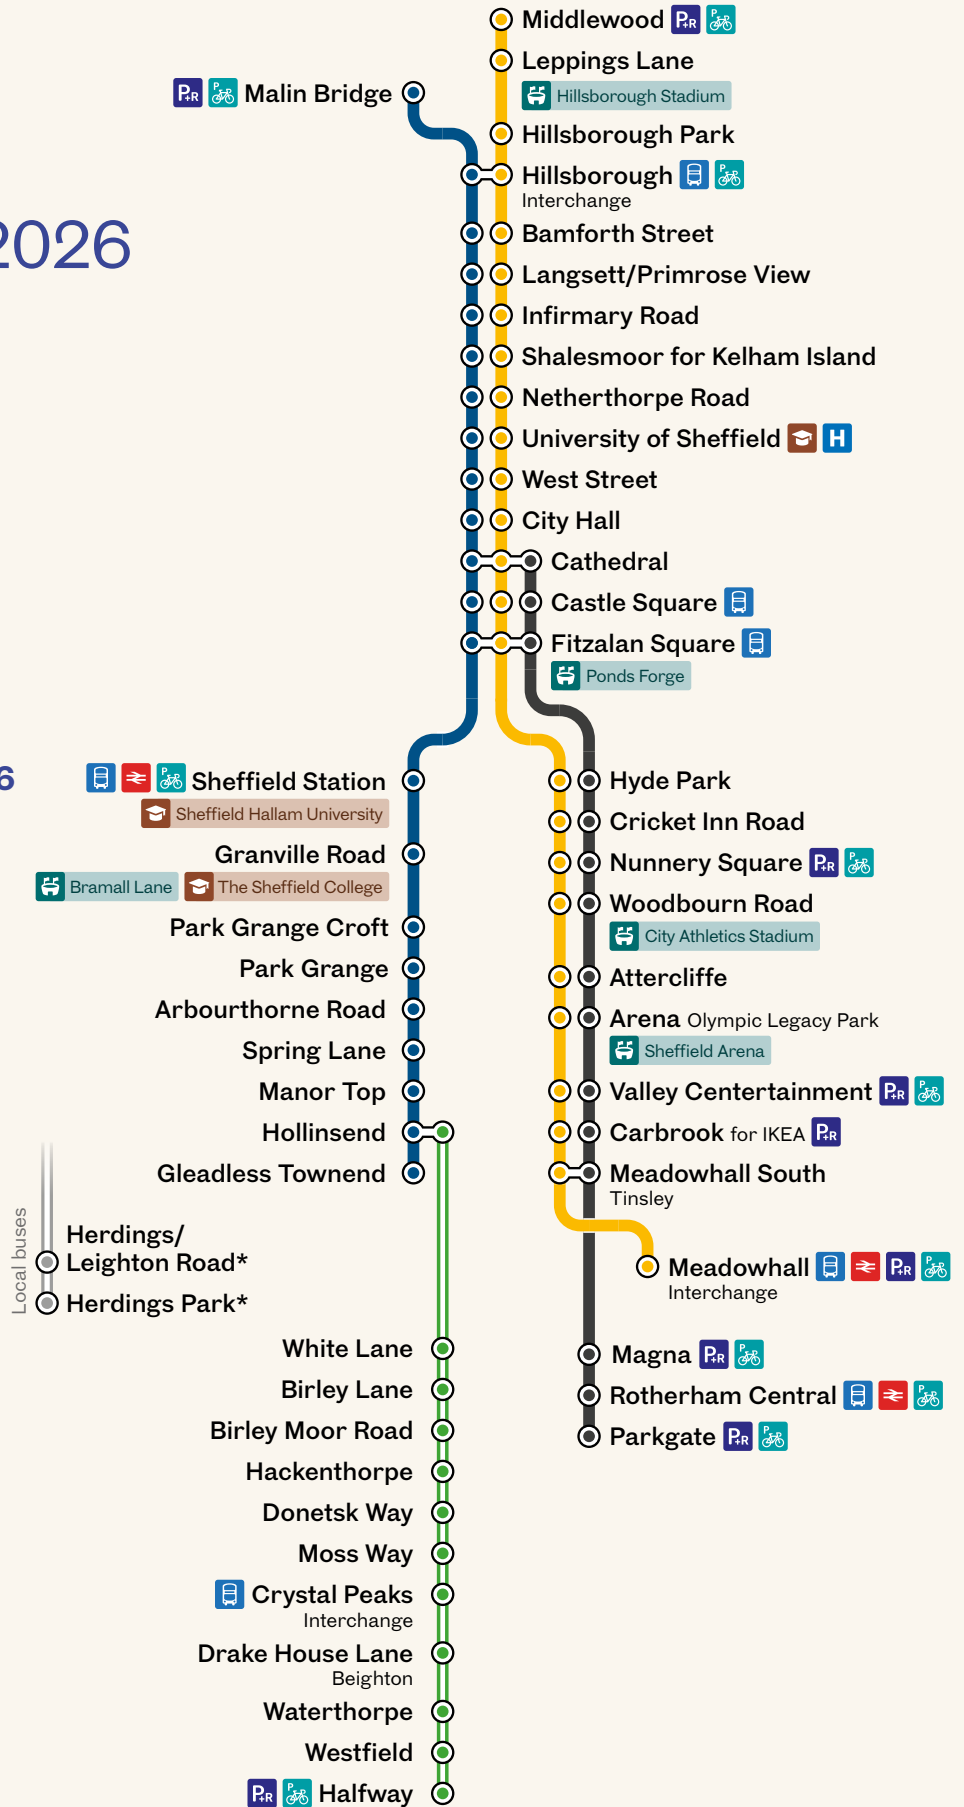 Middlewood P+R P
Leppings Lane
Hillsborough Stadium
P+R P Malin Bridge
Hillsborough Park
Hillsborough P
Interchange
2026
Bamforth Street
Langsett/Primrose View
Infirmary Road
Shalesmoor for Kelham Island
Netherthorpe Road
University of Sheffield H
West Street
City Hall
Cathedral
Castle Square
Fitzalan Square
Ponds Forge
6
P Sheffield Station
Sheffield Hallam University
Granville Road
Bramall Lane The Sheffield College
Park Grange Croft
Park Grange
Arbourthorne Road
Spring Lane
Manor Top
Hollinsend
Gleadless Townend
Hyde Park
Cricket Inn Road
Nunnery Square P+R P
Woodbourn Road
City Athletics Stadium
Attercliffe
Arena Olympic Legacy Park
Sheffield Arena
Valley Centertainment P+R P
Carbrook for IKEA P+R
Meadowhall South
Tinsley
Meadowhall P+R P
Interchange
Magna P+R P
Rotherham Central P
Parkgate P+R P
Local buses
Herdings/
Leighton Road*
Herdings Park*
White Lane
Birley Lane
Birley Moor Road
Hackenthorpe
Donetsk Way
Moss Way
Crystal Peaks
Interchange
Drake House Lane
Beighton
Waterthorpe
Westfield
P+R P Halfway